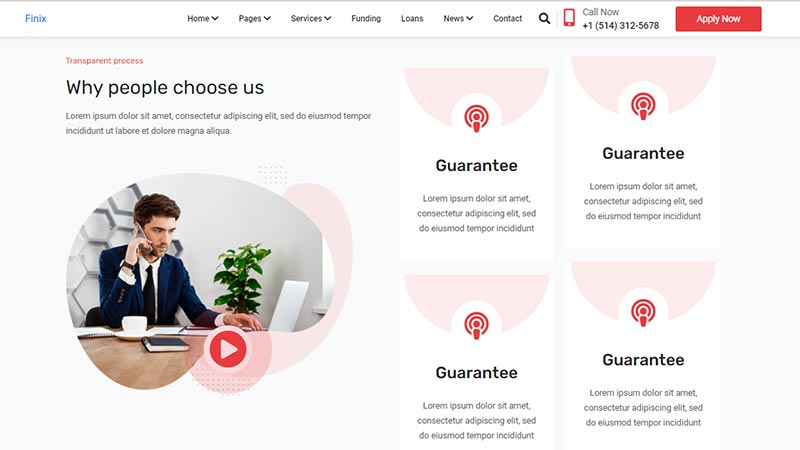 Finix
Home
Pages
Services
Funding
Loans
News
Contact
Call Now
+1 (514) 312-5678
Apply Now
Transparent process
Why people choose us
Lorem ipsum dolor sit amet, consectetur adipiscing elit, sed do eiusmod tempor
incididunt ut labore et dolore magna aliqua.
Guarantee
Lorem ipsum dolor sit amet,
consectetur adipiscing elit, sed
do eiusmod tempor incididunt
Guarantee
Lorem ipsum dolor sit amet,
consectetur adipiscing elit, sed
do eiusmod tempor incididunt
Guarantee
Lorem ipsum dolor sit amet,
consectetur adipiscing elit, sed
do eiusmod tempor incididunt
Guarantee
Lorem ipsum dolor sit amet,
consectetur adipiscing elit, sed
do eiusmod tempor incididunt